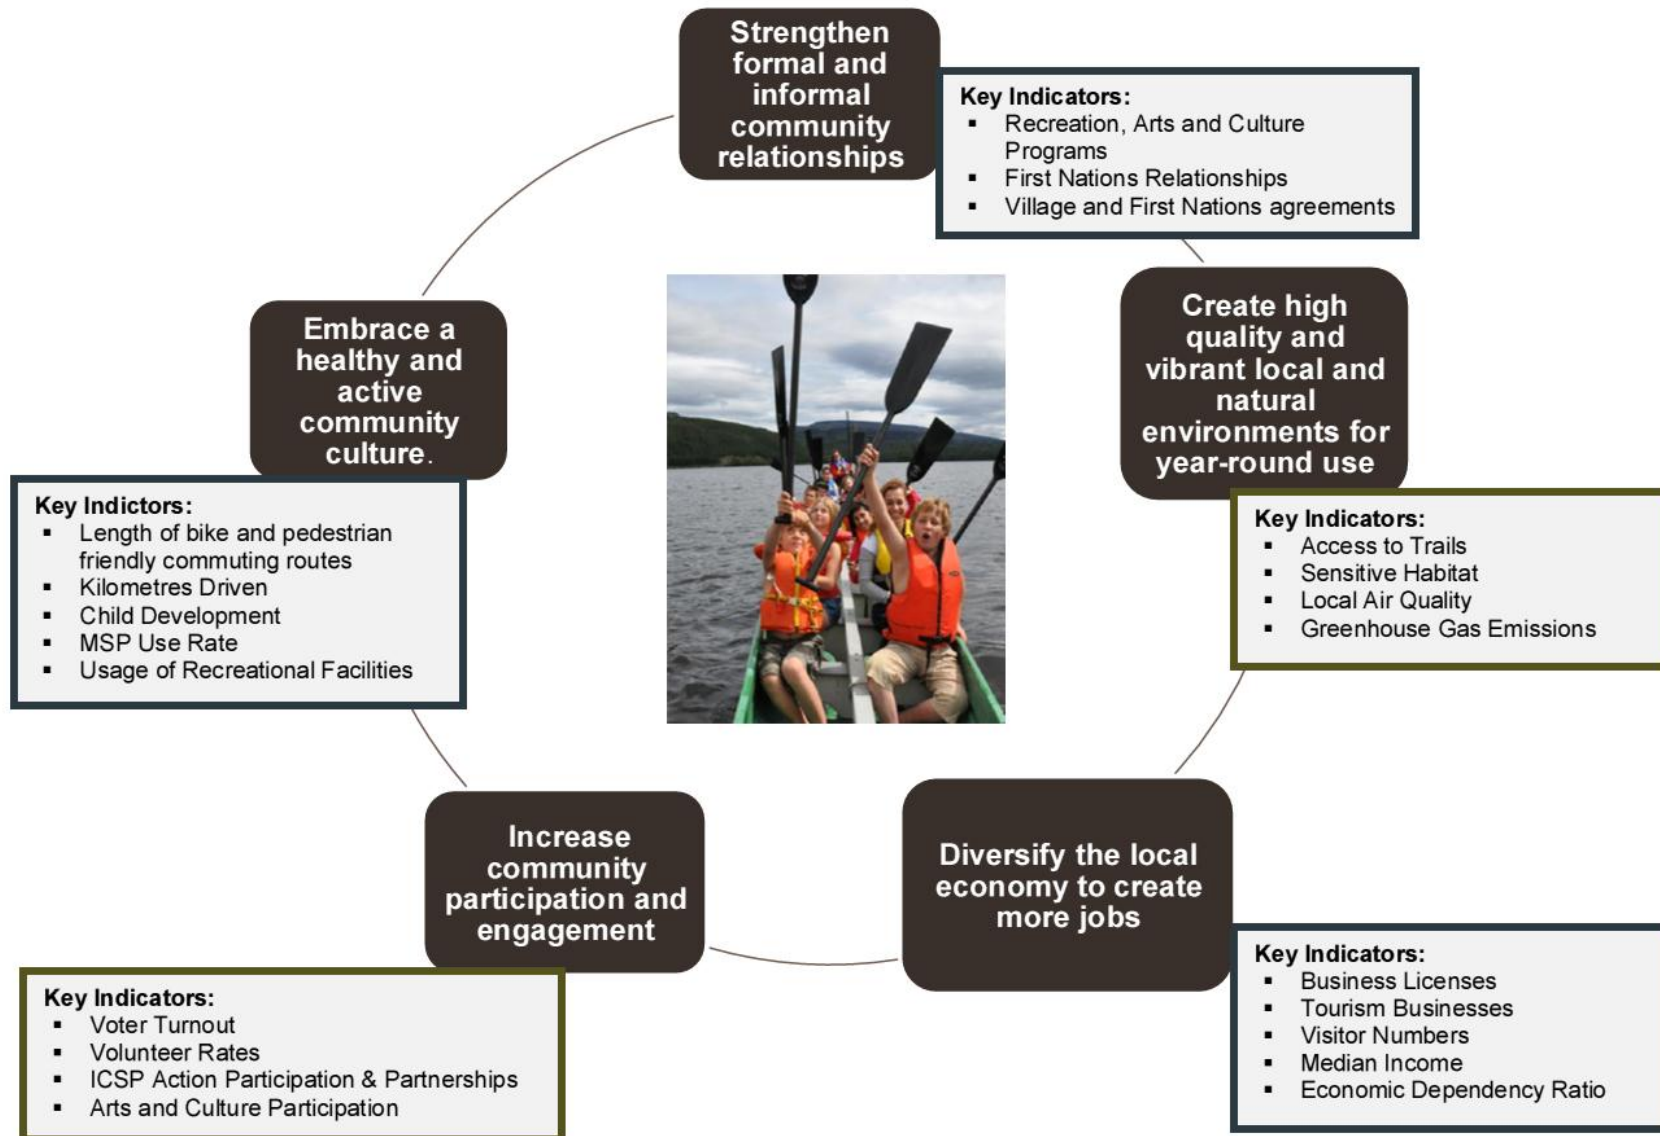 Strengthen
formal and
informal
community
relationships
Key Indicators:
▪ Recreation, Arts and Culture
Programs
▪ First Nations Relationships
▪ Village and First Nations agreements
Create high
quality and
vibrant local and
natural
environments for
year-round use
Key Indicators:
▪ Access to Trails
▪ Sensitive Habitat
▪ Local Air Quality
▪ Greenhouse Gas Emissions
Diversify the local
economy to create
more jobs
Key Indicators:
▪ Business Licenses
▪ Tourism Businesses
▪ Visitor Numbers
▪ Median Income
▪ Economic Dependency Ratio
Increase
community
participation and
engagement
Key Indicators:
▪ Voter Turnout
▪ Volunteer Rates
▪ ICSP Action Participation & Partnerships
▪ Arts and Culture Participation
Embrace a
healthy and
active
community
culture.
Key Indictors:
▪ Length of bike and pedestrian
friendly commuting routes
▪ Kilometres Driven
▪ Child Development
▪ MSP Use Rate
▪ Usage of Recreational Facilities